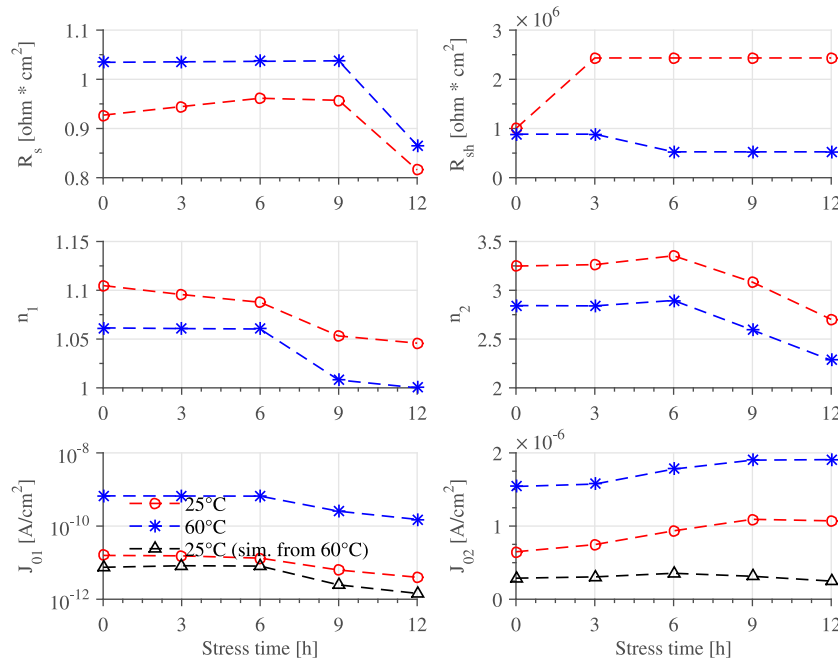 R_s [ohm * cm^2]
1.1
1
0.9
0.8
0 3 6 9 12
× 10^6
R_sh [ohm * cm^2]
3
2
1
0
0 3 6 9 12
n_1
1.15
1.1
1.05
1
0 3 6 9 12
n_2
3.5
3
2.5
2
0 3 6 9 12
J_01 [A/cm^2]
10^-8
10^-10
10^-12
25°C
60°C
25°C (sim. from 60°C)
0 3 6 9 12
Stress time [h]
× 10^-6
J_02 [A/cm^2]
2
1
0
0 3 6 9 12
Stress time [h]